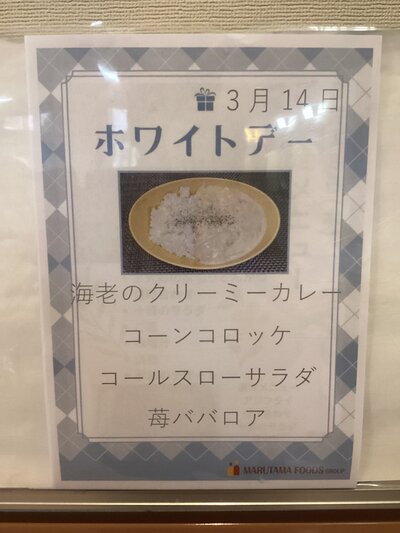 3月14日
ホワイトデー
海老のクリーミーカレー
コーンコロッケ
コールスローサラダ
苺ババロア
MARUTAMA FOODS GROUP